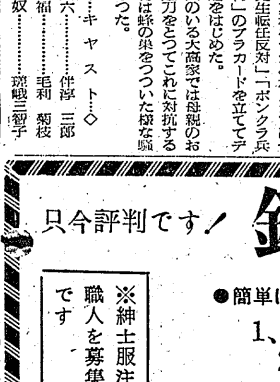 生転任反対」「ボンクラ兵
」のプラカードを立ててデ
をはじめた。
のいる大高家では母親のお
刀をとつてこれに対抗する
は蜂の巣をつついた様な騒
つた。
…キャスト…◇
六………伴淳三郎
福………毛利菊枝
奴………瑳峨三智子
只今評判です!
●簡単に
1、
※紳士服注
職人を募集
です